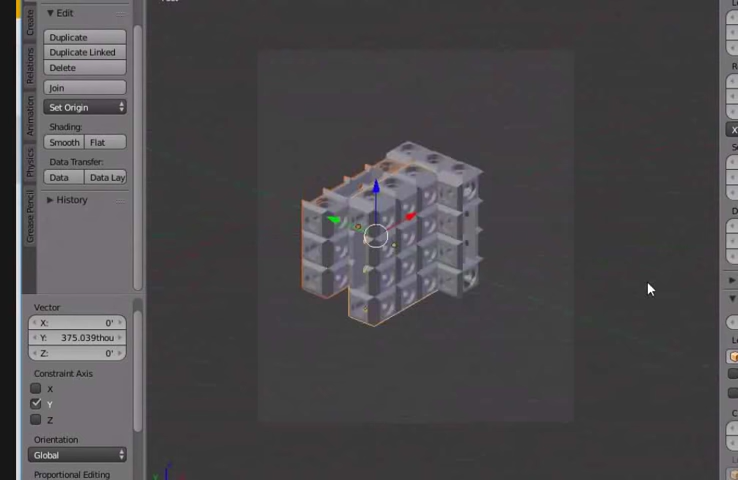 Create
Relations
Animation
Physics
Grease Pencil
Edit
Duplicate
Duplicate Linked
Delete
Join
Set Origin
Shading:
Smooth Flat
Data Transfer:
Data Data Lay
History
Vector
X: 0'
Y: 375.039thou
Z: 0'
Constraint Axis
X
Y
Z
Orientation
Global
Proportional Editing
X